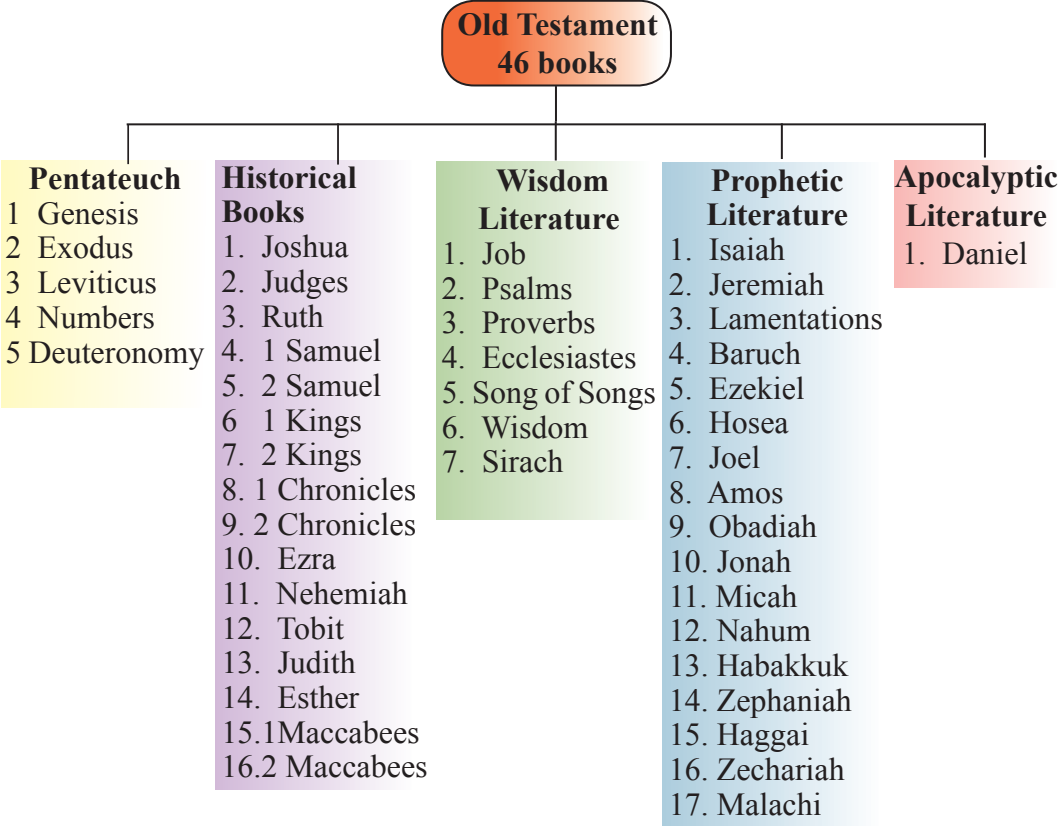 Old Testament
46 books
Pentateuch
1 Genesis
2 Exodus
3 Leviticus
4 Numbers
5 Deuteronomy
Historical
Books
1. Joshua
2. Judges
3. Ruth
4. 1 Samuel
5. 2 Samuel
6 1 Kings
7. 2 Kings
8. 1 Chronicles
9. 2 Chronicles
10. Ezra
11. Nehemiah
12. Tobit
13. Judith
14. Esther
15.1Maccabees
16.2 Maccabees
Wisdom
Literature
1. Job
2. Psalms
3. Proverbs
4. Ecclesiastes
5. Song of Songs
6. Wisdom
7. Sirach
Prophetic
Literature
1. Isaiah
2. Jeremiah
3. Lamentations
4. Baruch
5. Ezekiel
6. Hosea
7. Joel
8. Amos
9. Obadiah
10. Jonah
11. Micah
12. Nahum
13. Habakkuk
14. Zephaniah
15. Haggai
16. Zechariah
17. Malachi
Apocalyptic
Literature
1. Daniel